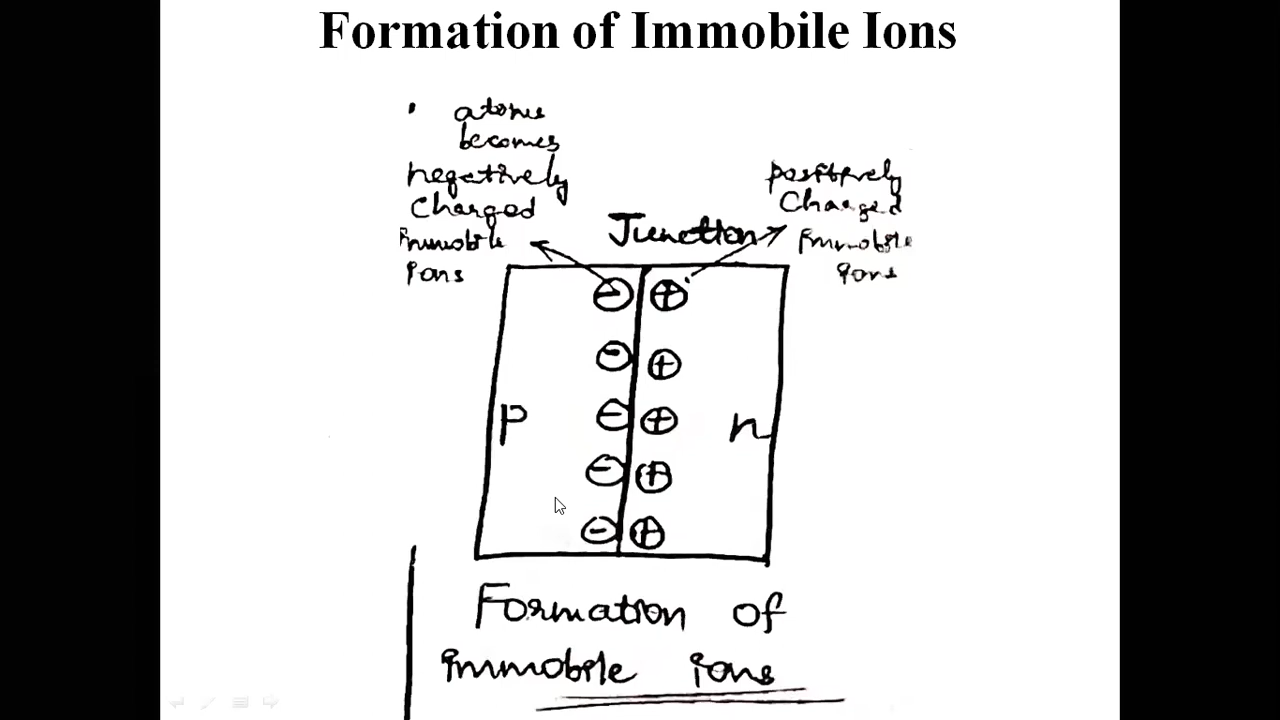 Formation of Immobile Ions
atoms
becomes
negatively
Charged
immobile
ions
positively
Charged
immobile
ions
Junction
- +
- +
P - + n
- +
- +
Formation of
immobile ions